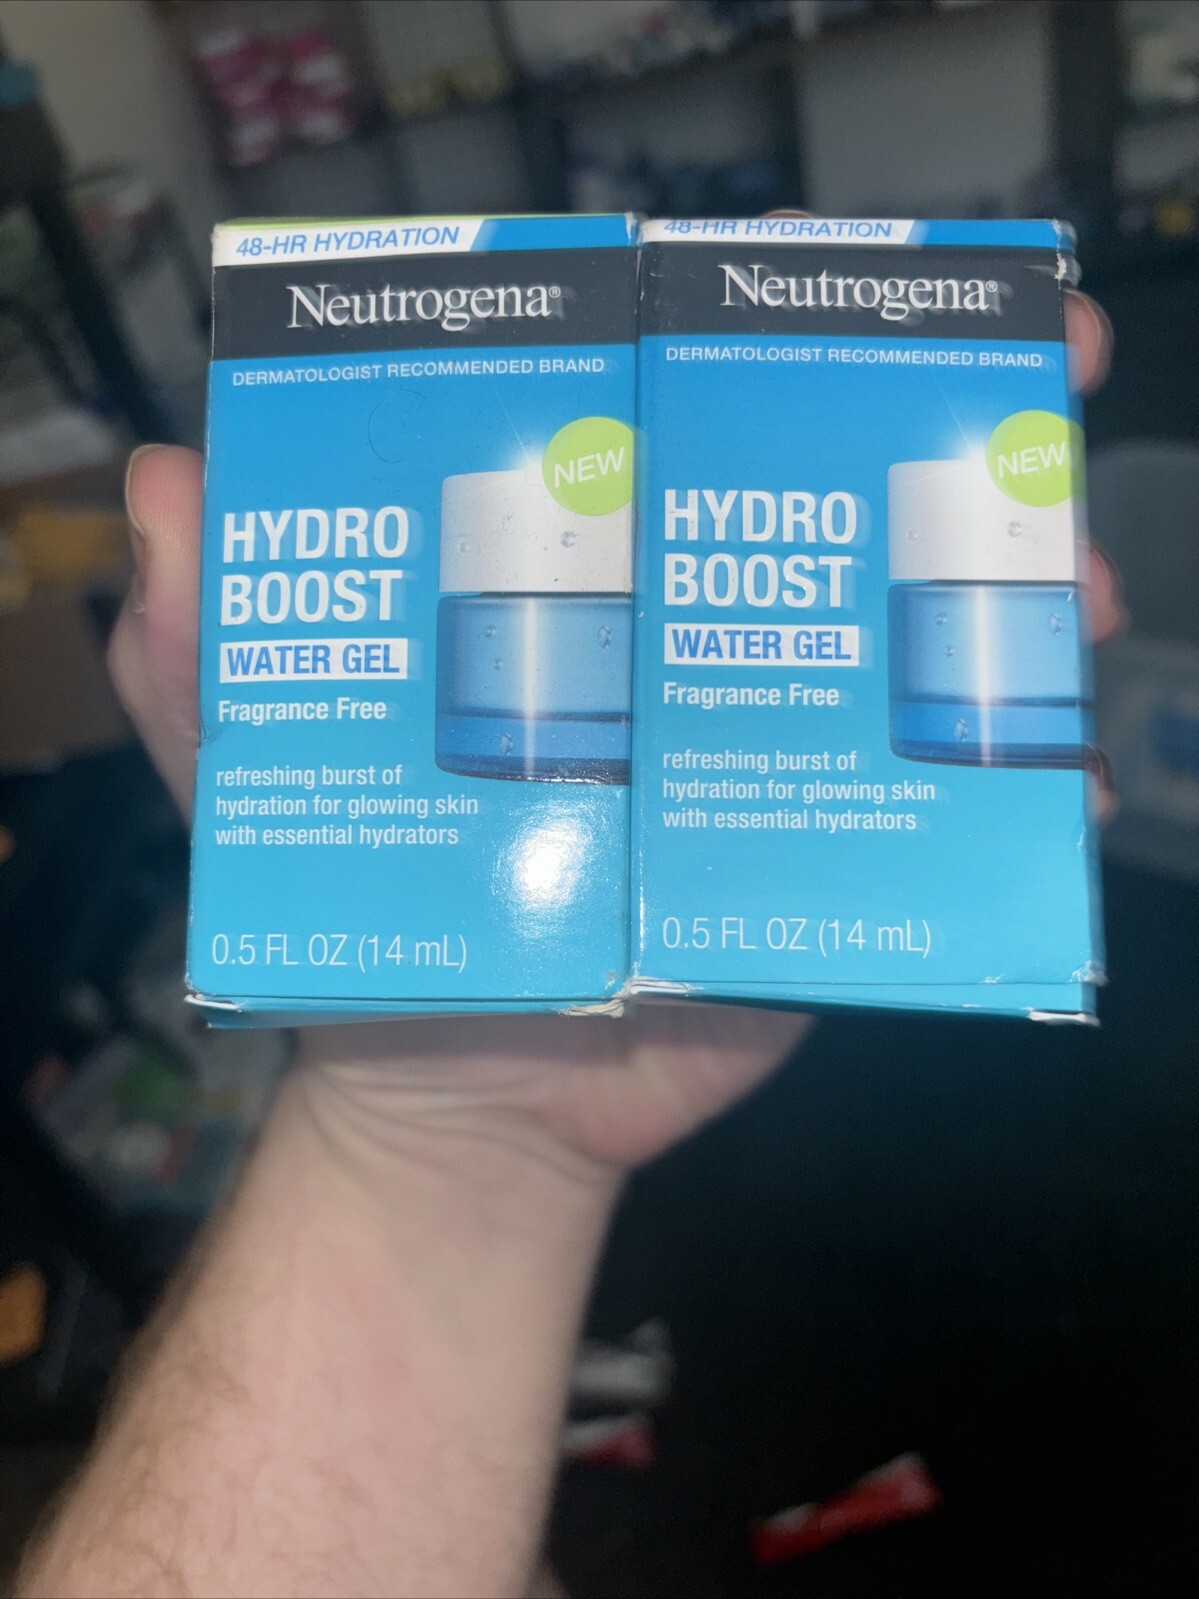 48-HR HYDRATION
Neutrogena®
DERMATOLOGIST RECOMMENDED BRAND
NEW
HYDRO
BOOST
WATER GEL
Fragrance Free
refreshing burst of
hydration for glowing skin
with essential hydrators
0.5 FL OZ (14 mL)
48-HR HYDRATION
Neutrogena®
DERMATOLOGIST RECOMMENDED BRAND
NEW
HYDRO
BOOST
WATER GEL
Fragrance Free
refreshing burst of
hydration for glowing skin
with essential hydrators
0.5 FL OZ (14 mL)